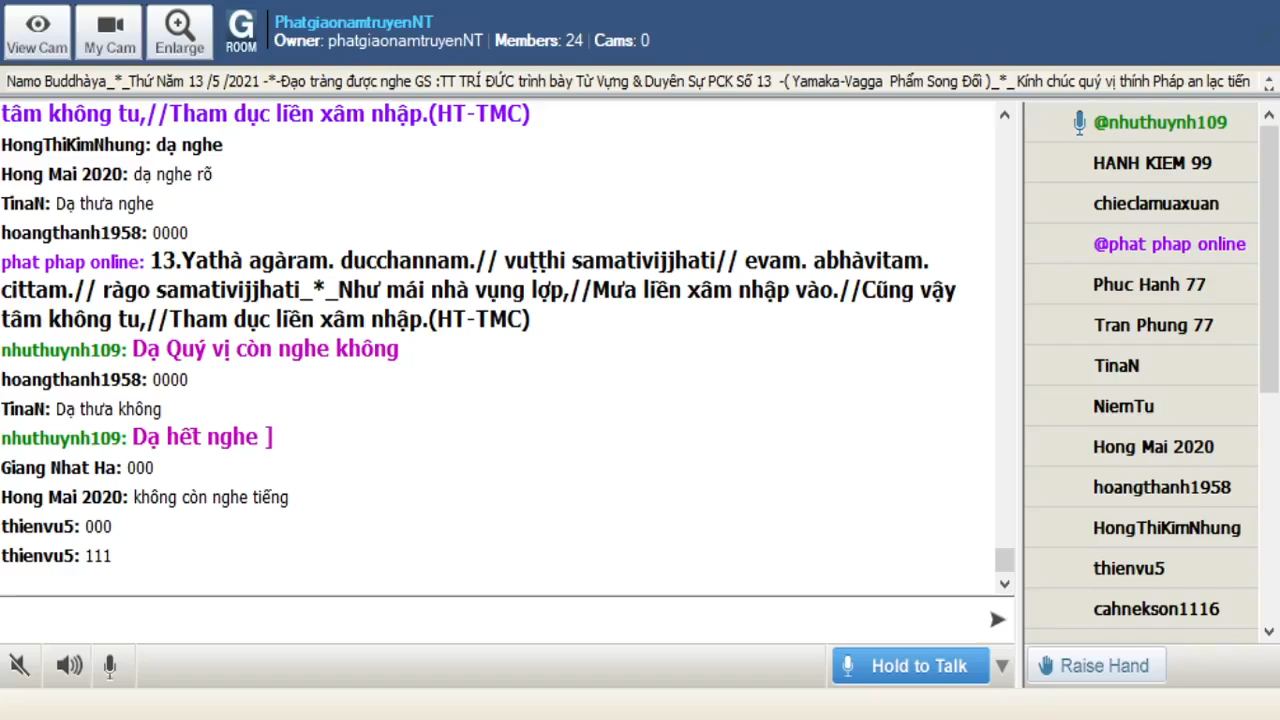 View Cam
My Cam
Enlarge
G
ROOM
PhatgiaonamtruyenNT
Owner: phatgiaonamtruyenNT | Members: 24 | Cams: 0
Namo Buddhàya_*_Thứ Năm 13 /5 /2021 -*-Đạo tràng được nghe GS :TT TRÍ ĐỨC trình bày Từ Vựng & Duyên Sự PCK Số 13 -( Yamaka-Vagga Phẩm Song Đối )_*_ Kính chúc quý vị thính Pháp an lạc tiến
tâm không tu,//Tham dục liền xâm nhập.(HT-TMC)
HongThiKimNhung: dạ nghe
Hong Mai 2020: dạ nghe rõ
TinaN: Dạ thưa nghe
hoangthanh1958: 0000
phat phap online: 13.Yathà agàram. ducchannam.// vuṭṭhi samativijjhati// evam. abhàvitam.
cittam.// ràgo samativijjhati_*_Như mái nhà vụng lợp,//Mưa liền xâm nhập vào.//Cũng vậy
tâm không tu,//Tham dục liền xâm nhập.(HT-TMC)
nhuthuynh109: Dạ Quý vị còn nghe không
hoangthanh1958: 0000
TinaN: Dạ thưa không
nhuthuynh109: Dạ hết nghe ]
Giang Nhat Ha: 000
Hong Mai 2020: không còn nghe tiếng
thienvu5: 000
thienvu5: 111
@nhuthuynh109
HANH KIEM 99
chieclamuaxuan
@phat phap online
Phuc Hanh 77
Tran Phung 77
TinaN
NiemTu
Hong Mai 2020
hoangthanh1958
HongThiKimNhung
thienvu5
cahnekson1116
Hold to Talk
Raise Hand